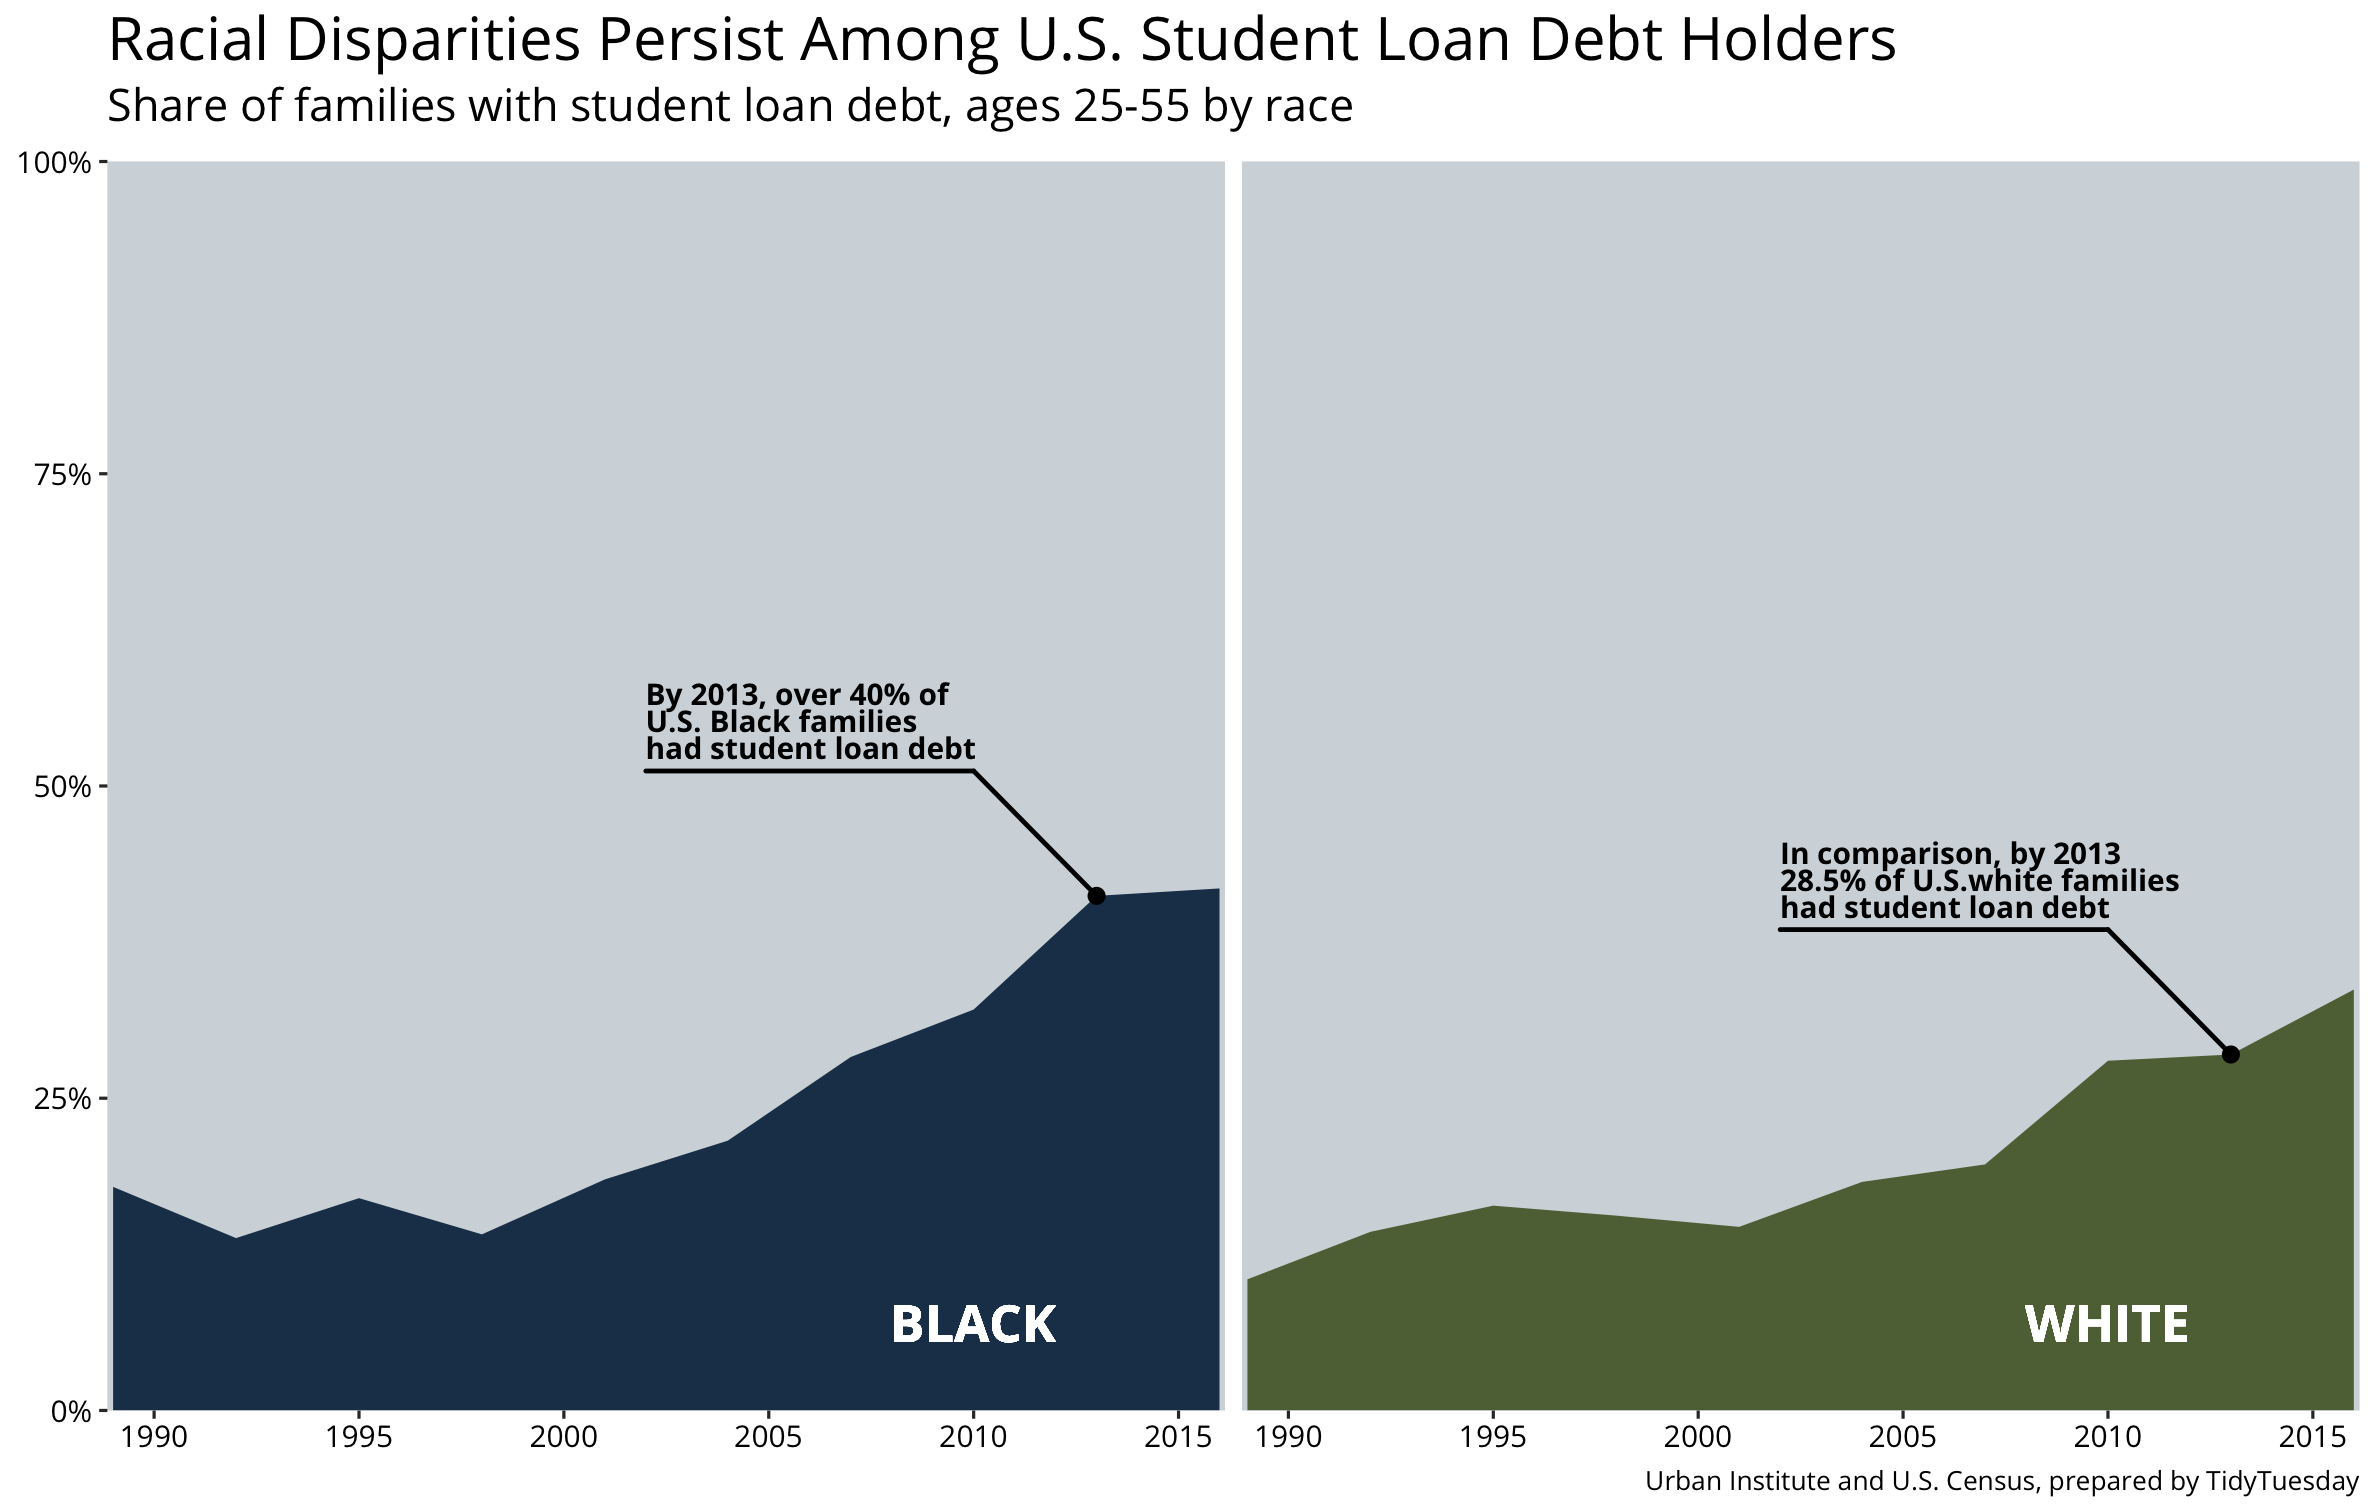 Racial Disparities Persist Among U.S. Student Loan Debt Holders
Share of families with student loan debt, ages 25-55 by race
100%
75%
50%
25%
0%
By 2013, over 40% of
U.S. Black families
had student loan debt
BLACK
1990 1995 2000 2005 2010 2015
In comparison, by 2013
28.5% of U.S.white families
had student loan debt
WHITE
1990 1995 2000 2005 2010 2015
Urban Institute and U.S. Census, prepared by TidyTuesday